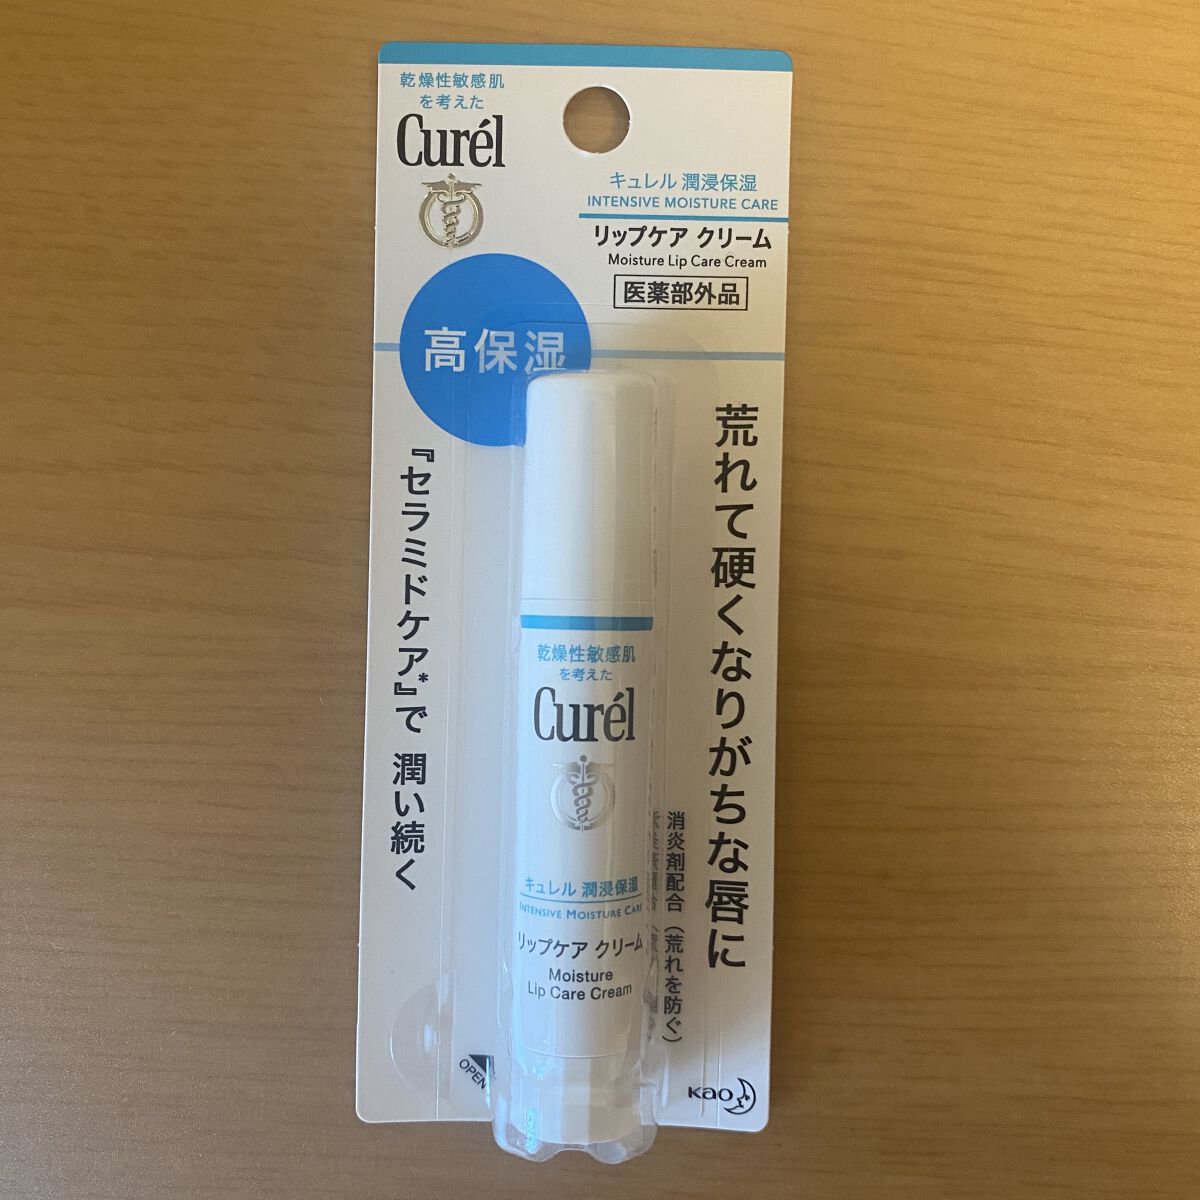 乾燥性敏感肌
を考えた
Curél
キュレル 潤浸保湿
INTENSIVE MOISTURE CARE
リップケア クリーム
Moisture Lip Care Cream
医薬部外品
高保湿
荒れて硬くなりがちな唇に
『セラミドケア』*で 潤い続く
消炎剤配合（荒れを防ぐ）
乾燥性敏感肌
を考えた
Curél
キュレル 潤浸保湿
INTENSIVE MOISTURE CARE
リップケア クリーム
Moisture
Lip Care Cream
OPEN
Kao